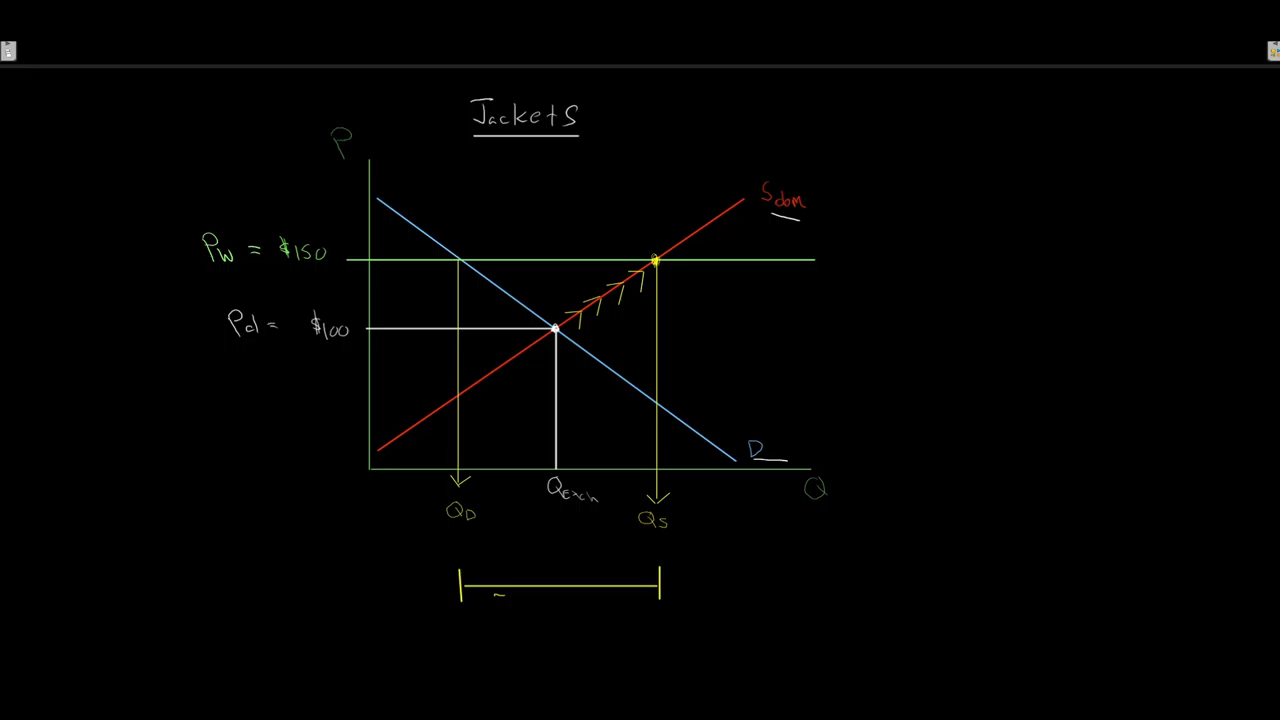 Jackets
P
Sdom
Pw = $150
Pd = $100
D
QExch
Q
QD
QS